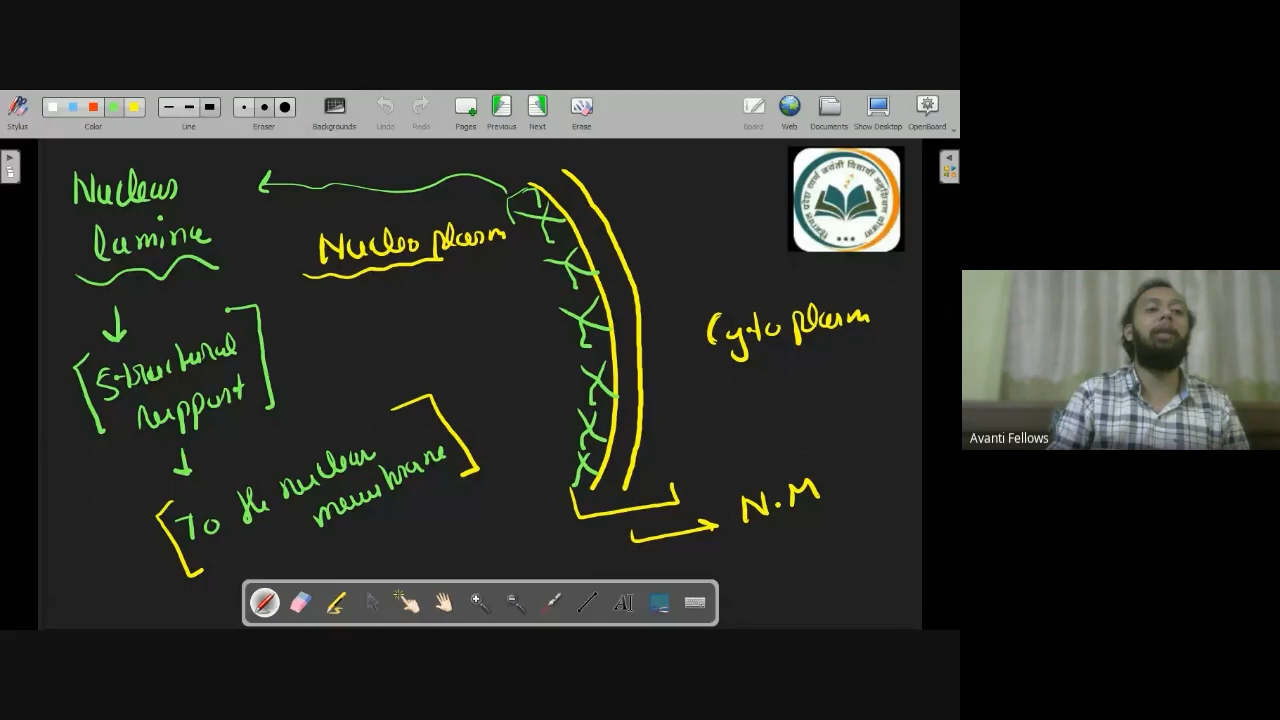 Stylus
Color
Line
Eraser
Backgrounds
Undo
Redo
Pages
Previous
Next
Erase
Board
Web
Documents
Show Desktop
OpenBoard
Nucleus
lamina
Nucleoplasm
Cytoplasm
[Structural
support]
[To the nuclear
membrane]
N.M
AI
Avanti Fellows